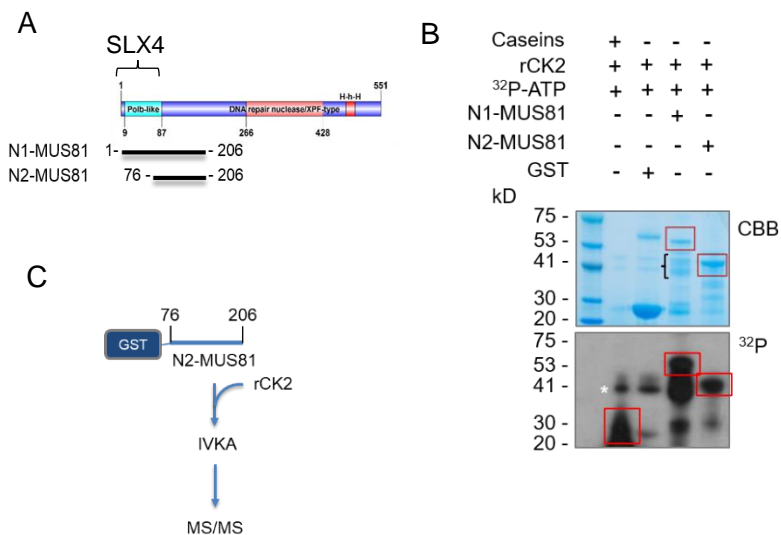 A
SLX4
1 551
H-h-H
Polb-like DNA repair nuclease/XPF-type
9 87 266 428
N1-MUS81 1- - 206
N2-MUS81 76 - - 206
B
Caseins + - - - 
rCK2 + + + +
32P-ATP + + + +
N1-MUS81 - - + -
N2-MUS81 - - - +
GST - + - -
kD
75 -
53 -
41 -
30 -
20 -
CBB
75 -
53 -
41 -
30 -
20 -
32P
*
C
76 206
GST
N2-MUS81
rCK2
IVKA
MS/MS